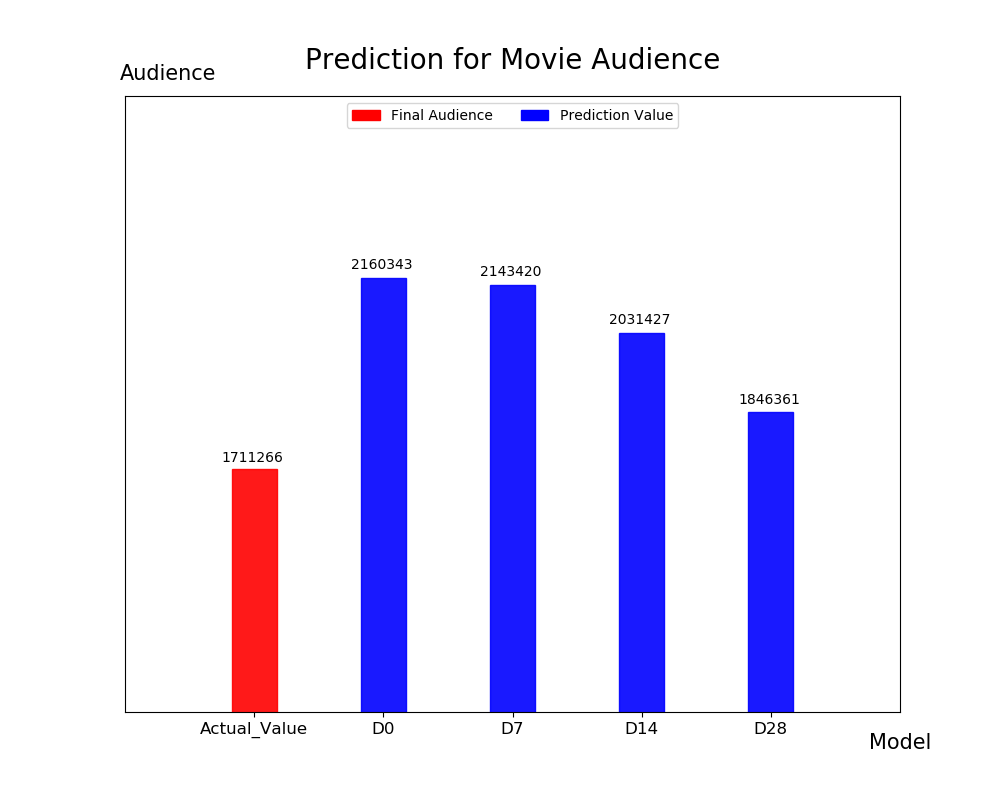 Prediction for Movie Audience
Audience
Final Audience
Prediction Value
2160343
2143420
2031427
1846361
1711266
Actual_Value
D0
D7
D14
D28
Model